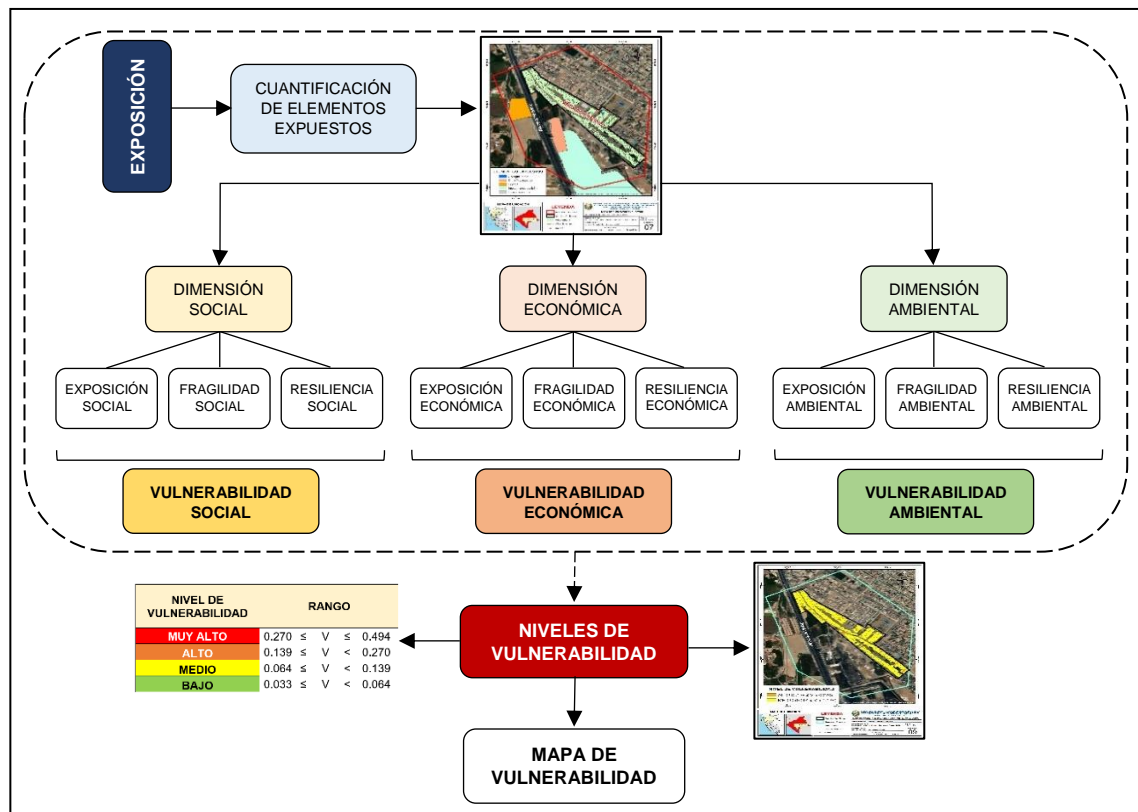 EXPOSICIÓN
CUANTIFICACIÓN
DE ELEMENTOS
EXPUESTOS
07
DIMENSIÓN
SOCIAL
DIMENSIÓN
ECONÓMICA
DIMENSIÓN
AMBIENTAL
EXPOSICIÓN
SOCIAL
FRAGILIDAD
SOCIAL
RESILIENCIA
SOCIAL
EXPOSICIÓN
ECONÓMICA
FRAGILIDAD
ECONÓMICA
RESILIENCIA
ECONÓMICA
EXPOSICIÓN
AMBIENTAL
FRAGILIDAD
AMBIENTAL
RESILIENCIA
AMBIENTAL
VULNERABILIDAD
SOCIAL
VULNERABILIDAD
ECONÓMICA
VULNERABILIDAD
AMBIENTAL
NIVEL DE
VULNERABILIDAD
RANGO
MUY ALTO 0.270 ≤ V ≤ 0.494
ALTO 0.139 ≤ V < 0.270
MEDIO 0.064 ≤ V < 0.139
BAJO 0.033 ≤ V < 0.064
NIVELES DE
VULNERABILIDAD
MAPA DE
VULNERABILIDAD